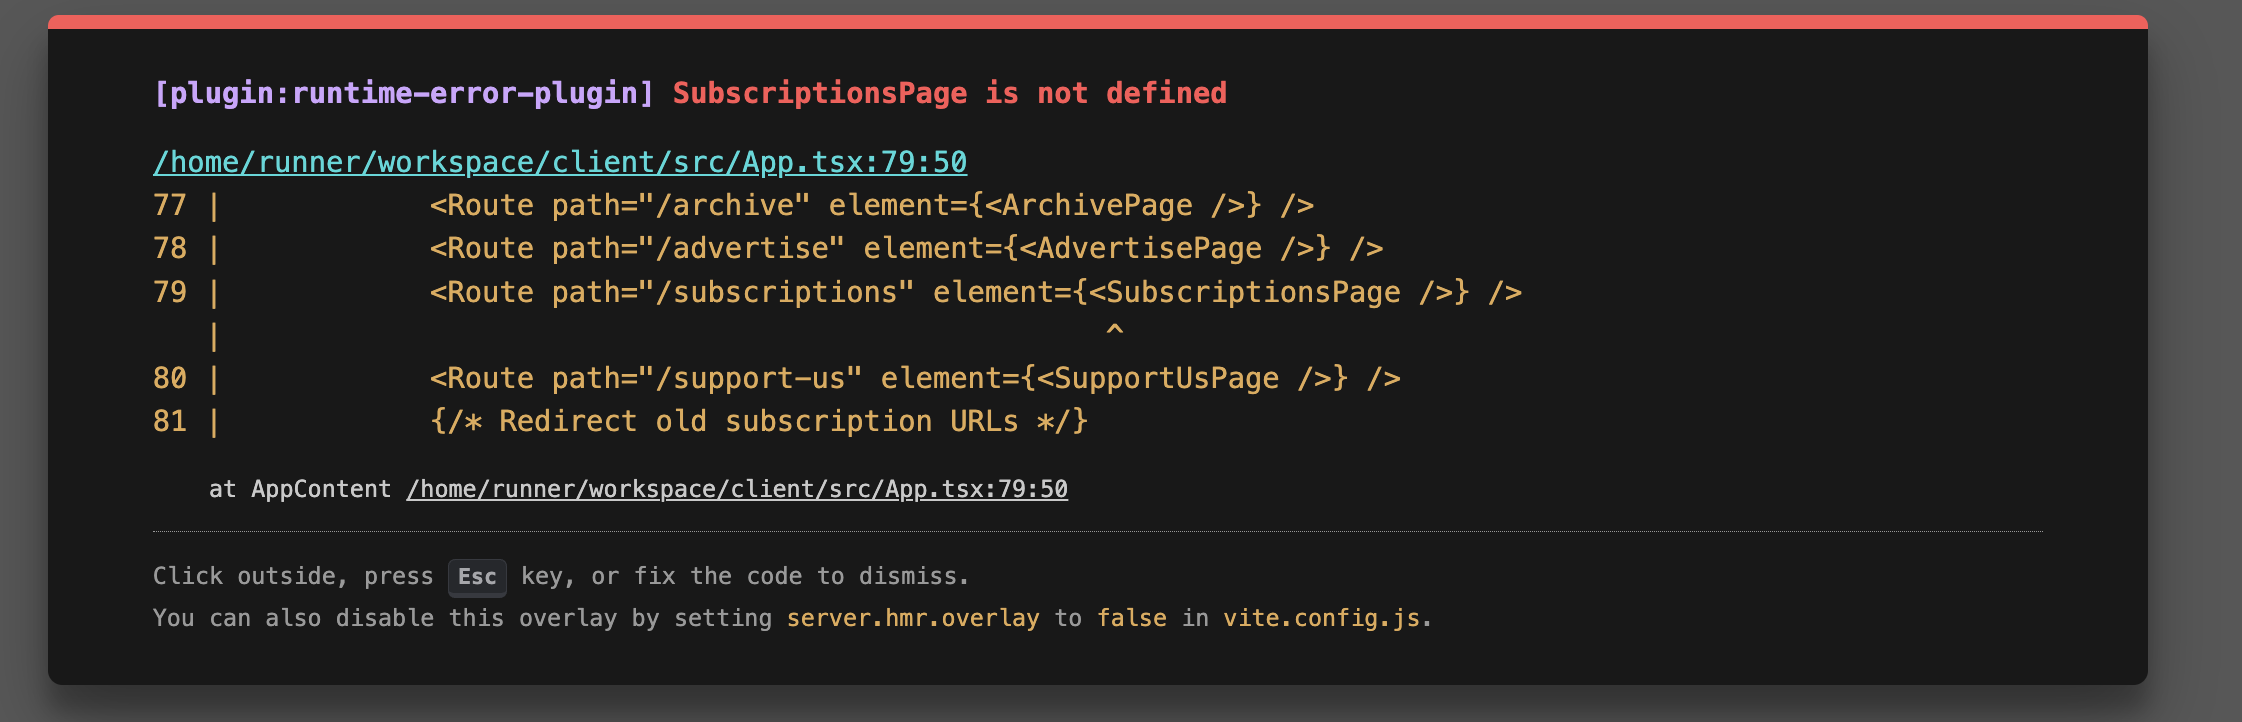 [plugin:runtime-error-plugin] SubscriptionsPage is not defined
/home/runner/workspace/client/src/App.tsx:79:50
77 |            <Route path="/archive" element={<ArchivePage />} />
78 |            <Route path="/advertise" element={<AdvertisePage />} />
79 |            <Route path="/subscriptions" element={<SubscriptionsPage />} />
   |                                                   ^
80 |            <Route path="/support-us" element={<SupportUsPage />} />
81 |            {/* Redirect old subscription URLs */}
at AppContent /home/runner/workspace/client/src/App.tsx:79:50
Click outside, press Esc key, or fix the code to dismiss.
You can also disable this overlay by setting server.hmr.overlay to false in vite.config.js.